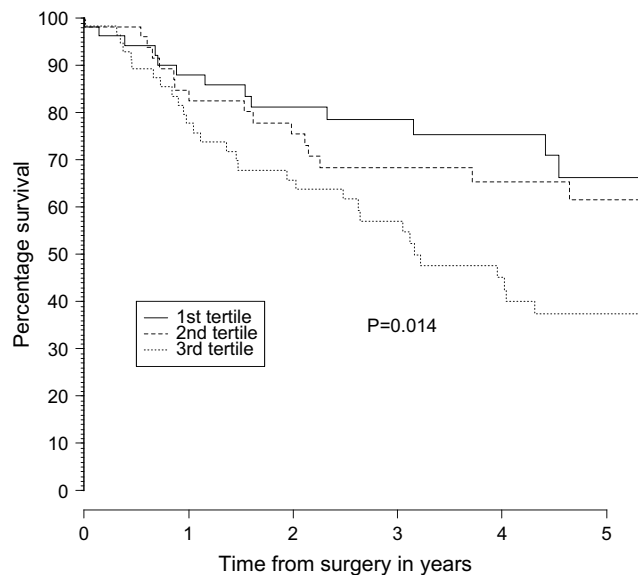 100
90
80
70
60
50
40
30
20
10
0
Percentage survival
1st tertile
2nd tertile
3rd tertile
P=0.014
0 1 2 3 4 5
Time from surgery in years